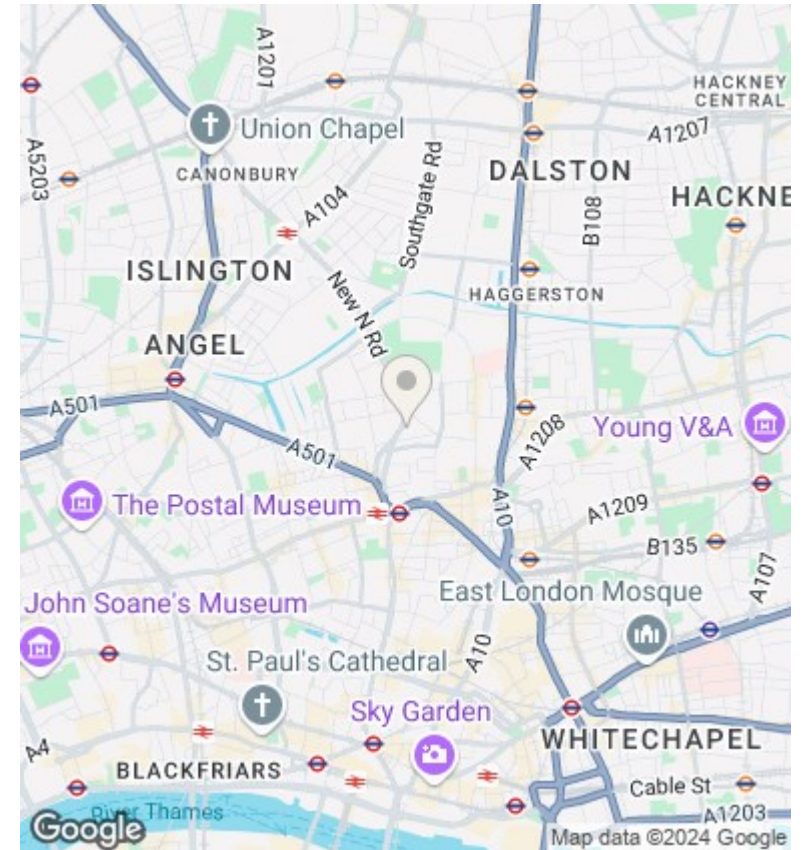 A1201
HACKNEY
CENTRAL
Union Chapel
A1207
A5203
CANONBURY
A104
Southgate Rd
DALSTON
B108
HACKNE
ISLINGTON
New N Rd
HAGGERSTON
ANGEL
A501
A501
A1208
Young V&A
The Postal Museum
A10
A1209
B135
A107
East London Mosque
John Soane's Museum
A10
St. Paul's Cathedral
Sky Garden
WHITECHAPEL
A4
BLACKFRIARS
Cable St
River Thames
A1203
Google
Map data ©2024 Google